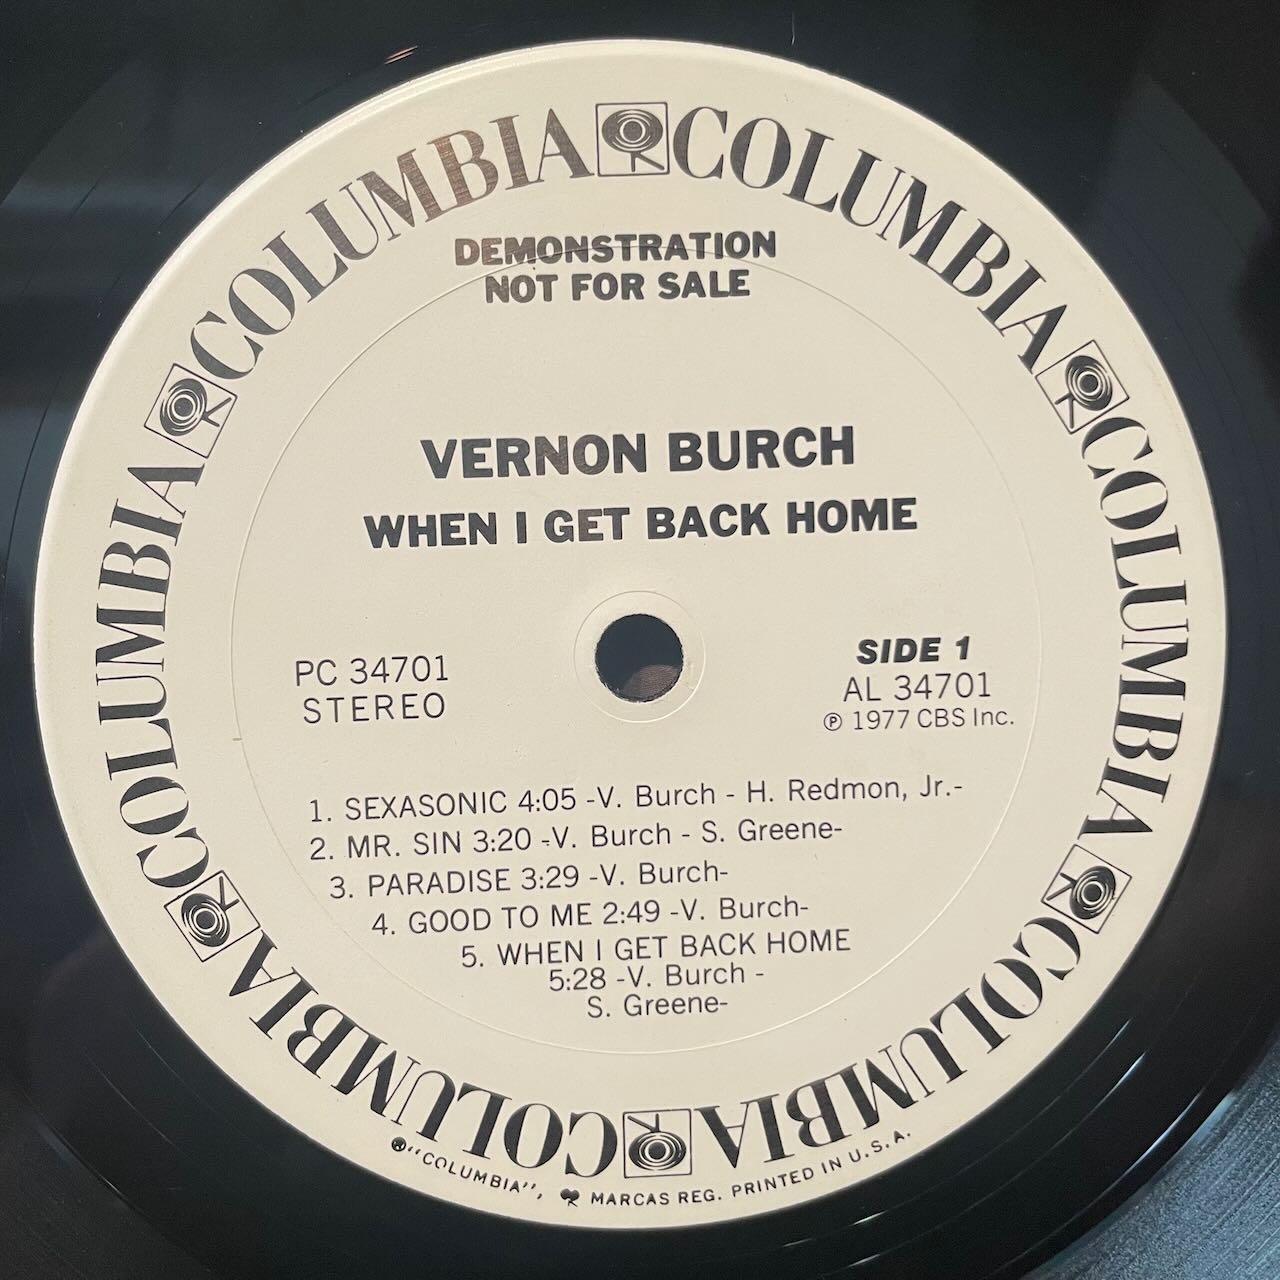 COLUMBIA COLUMBIA COLUMBIA COLUMBIA COLUMBIA COLUMBIA
DEMONSTRATION
NOT FOR SALE
VERNON BURCH
WHEN I GET BACK HOME
PC 34701
STEREO
SIDE 1
AL 34701
℗ 1977 CBS Inc.
1. SEXASONIC 4:05 -V. Burch - H. Redmon, Jr.-
2. MR. SIN 3:20 -V. Burch - S. Greene-
3. PARADISE 3:29 -V. Burch-
4. GOOD TO ME 2:49 -V. Burch-
5. WHEN I GET BACK HOME
5:28 -V. Burch -
S. Greene-
® "COLUMBIA", MARCAS REG. PRINTED IN U.S.A.